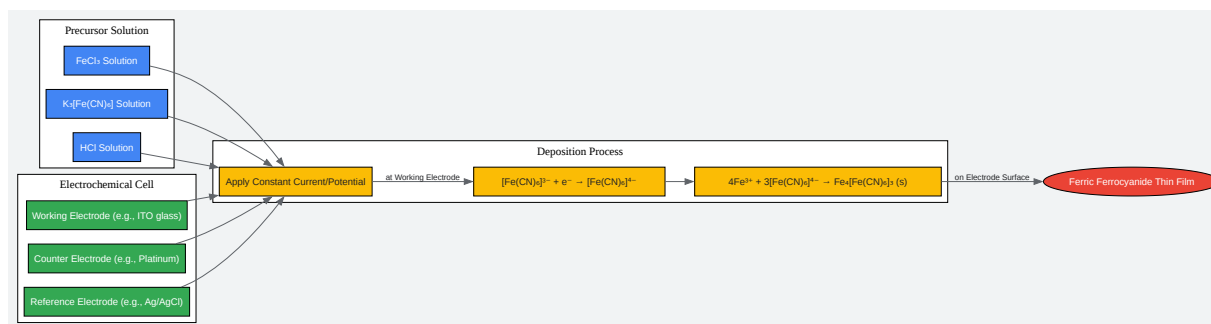 Precursor Solution
FeCl₃ Solution
K₃[Fe(CN)₆] Solution
HCl Solution
Electrochemical Cell
Working Electrode (e.g., ITO glass)
Counter Electrode (e.g., Platinum)
Reference Electrode (e.g., Ag/AgCl)
Deposition Process
Apply Constant Current/Potential
at Working Electrode
[Fe(CN)₆]³⁻ + e⁻ → [Fe(CN)₆]⁴⁻
4Fe³⁺ + 3[Fe(CN)₆]⁴⁻ → Fe₄[Fe(CN)₆]₃ (s)
on Electrode Surface
Ferric Ferrocyanide Thin Film